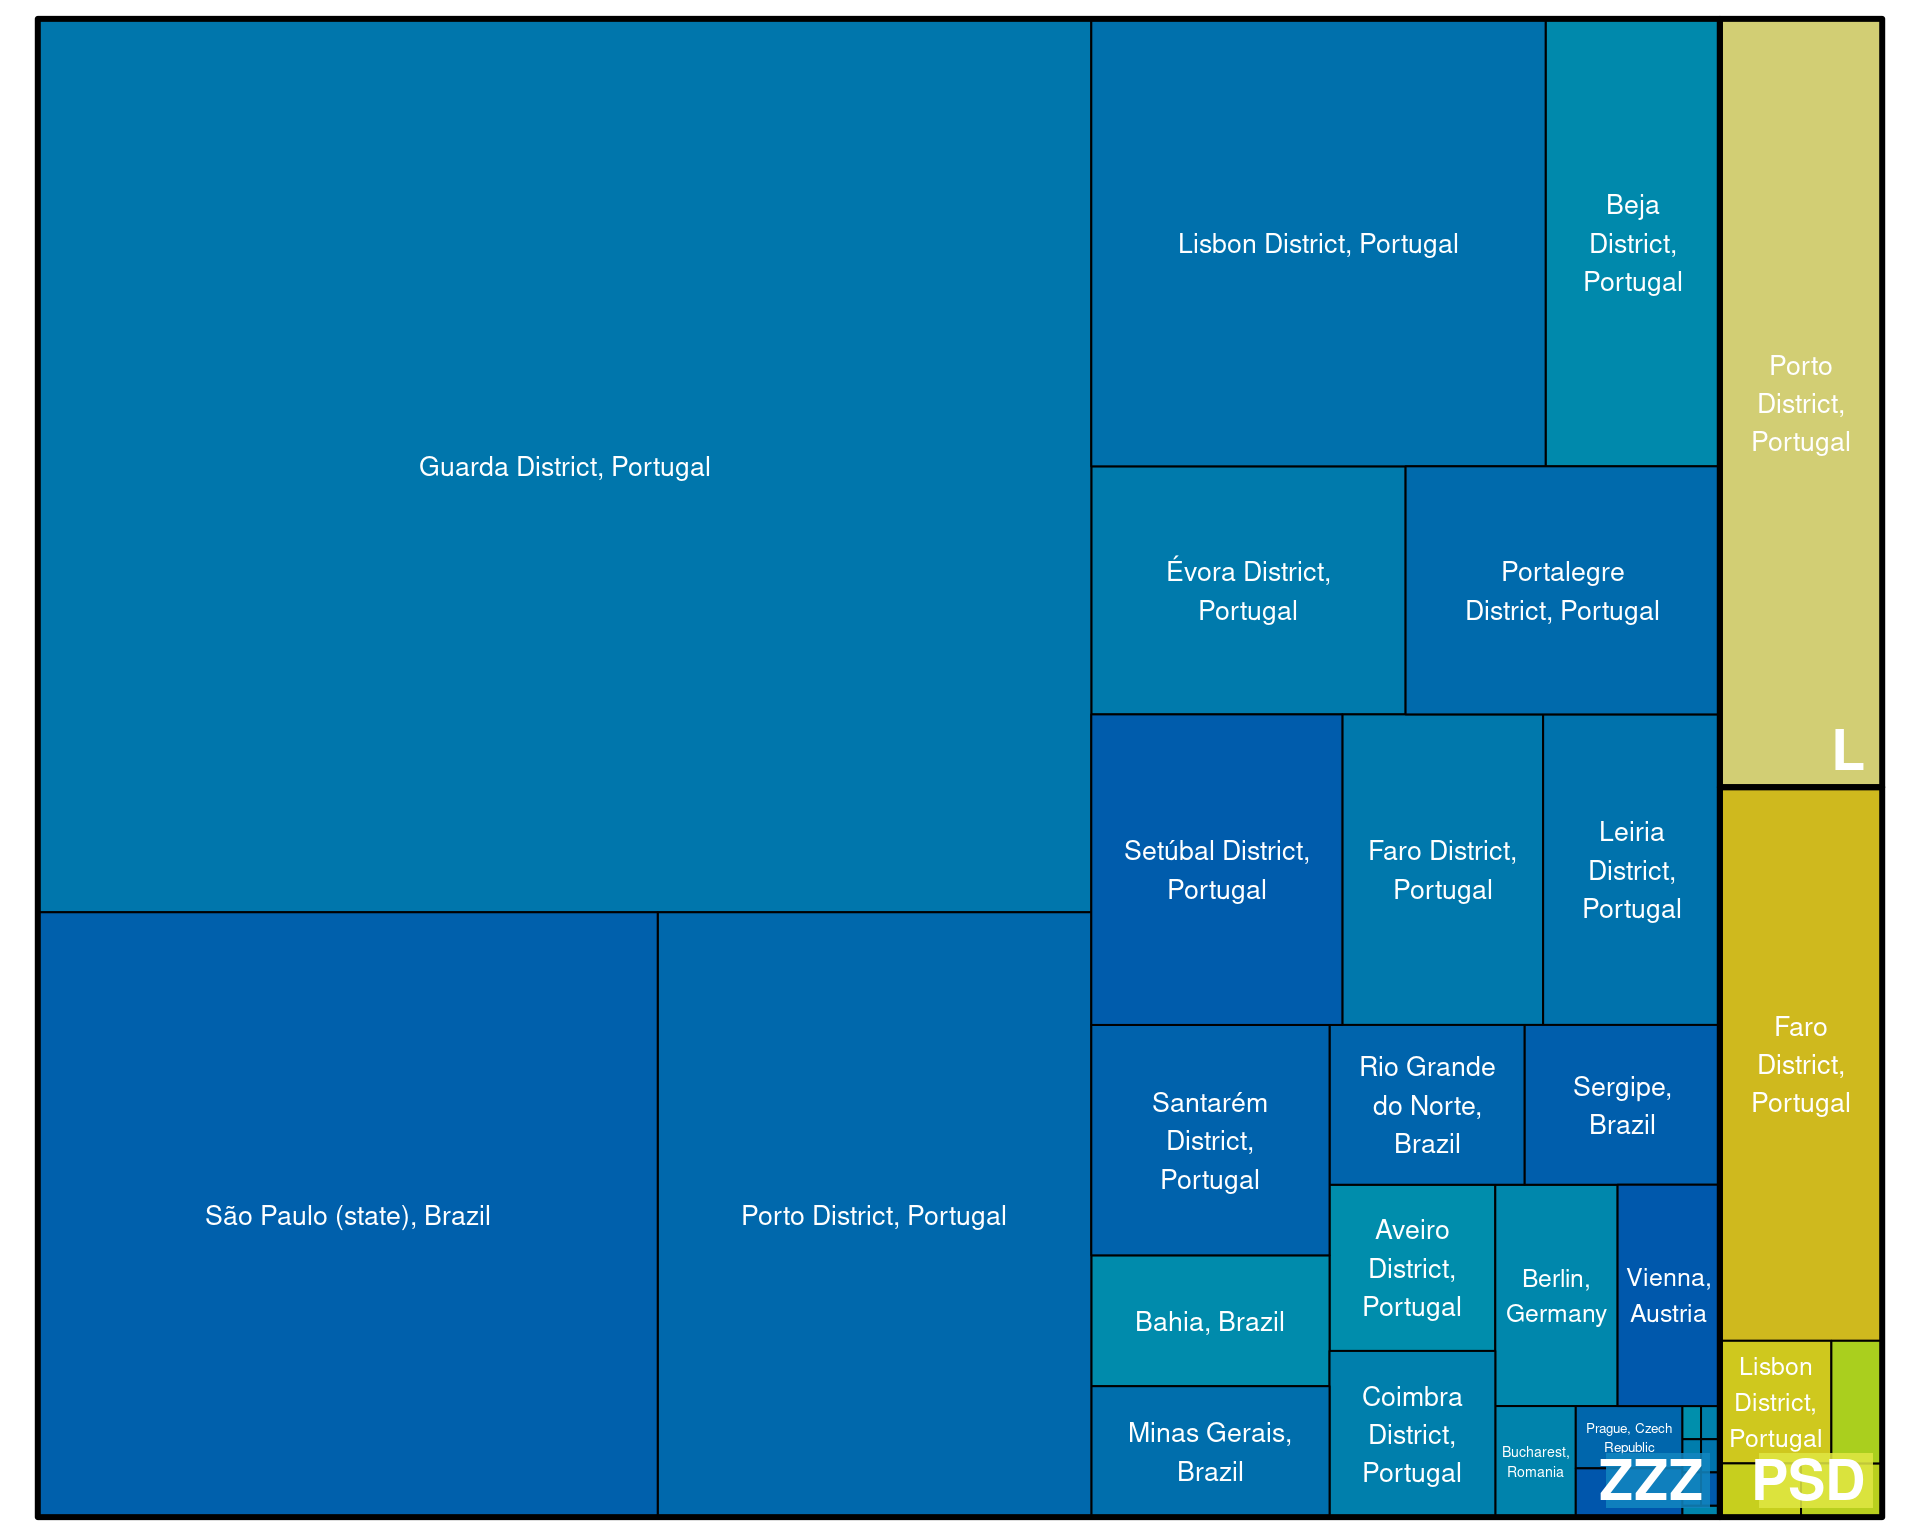 Guarda District, Portugal
Lisbon District, Portugal
Beja
District,
Portugal
Porto
District,
Portugal
L
Évora District,
Portugal
Portalegre
District, Portugal
Setúbal District,
Portugal
Faro District,
Portugal
Leiria
District,
Portugal
Faro
District,
Portugal
São Paulo (state), Brazil
Porto District, Portugal
Santarém
District,
Portugal
Rio Grande
do Norte,
Brazil
Sergipe,
Brazil
Bahia, Brazil
Minas Gerais,
Brazil
Aveiro
District,
Portugal
Coimbra
District,
Portugal
Berlin,
Germany
Vienna,
Austria
Bucharest,
Romania
Prague, Czech
Republic
ZZZ
Lisbon
District,
Portugal
PSD